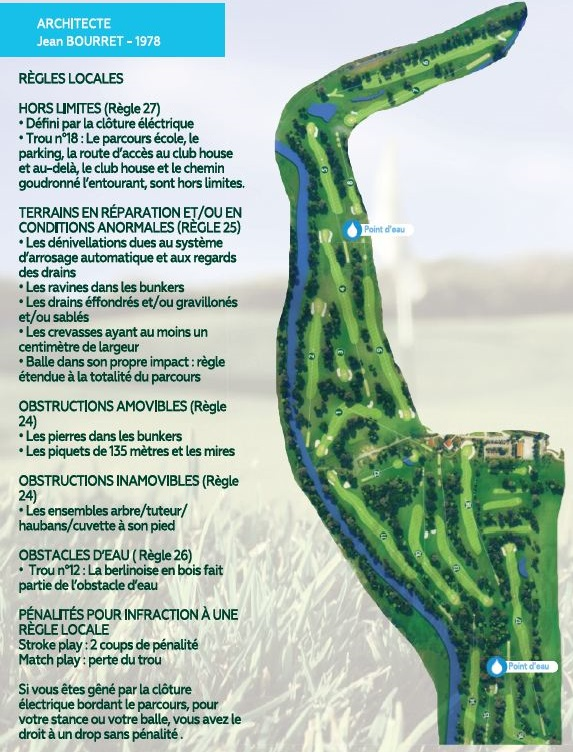 ARCHITECTE
Jean BOURRET - 1978
RÈGLES LOCALES
HORS LIMITES (Règle 27)
• Défini par la clôture éléctrique
• Trou n°18 : Le parcours école, le
parking, la route d'accès au club house
et au-delà, le club house et le chemin
goudronné l'entourant, sont hors limites.
TERRAINS EN RÉPARATION ET/OU EN
CONDITIONS ANORMALES (RÈGLE 25)
• Les dénivellations dues au système
d'arrosage automatique et aux regards
des drains
• Les ravines dans les bunkers
• Les drains éffondrés et/ou gravillonés
et/ou sablés
• Les crevasses ayant au moins un
centimètre de largeur
• Balle dans son propre impact : règle
étendue à la totalité du parcours
OBSTRUCTIONS AMOVIBLES (Règle
24)
• Les pierres dans les bunkers
• Les piquets de 135 mètres et les mires
OBSTRUCTIONS INAMOVIBLES (Règle
24)
• Les ensembles arbre/tuteur/
haubans/cuvette à son pied
OBSTACLES D'EAU ( Règle 26)
• Trou n°12 : La berlinoise en bois fait
partie de l'obstacle d'eau
PÉNALITÉS POUR INFRACTION À UNE
RÈGLE LOCALE
Stroke play : 2 coups de pénalité
Match play : perte du trou
Si vous êtes gêné par la clôture
électrique bordant le parcours, pour
votre stance ou votre balle, vous avez le
droit à un drop sans pénalité .
Point d'eau
Point d'eau